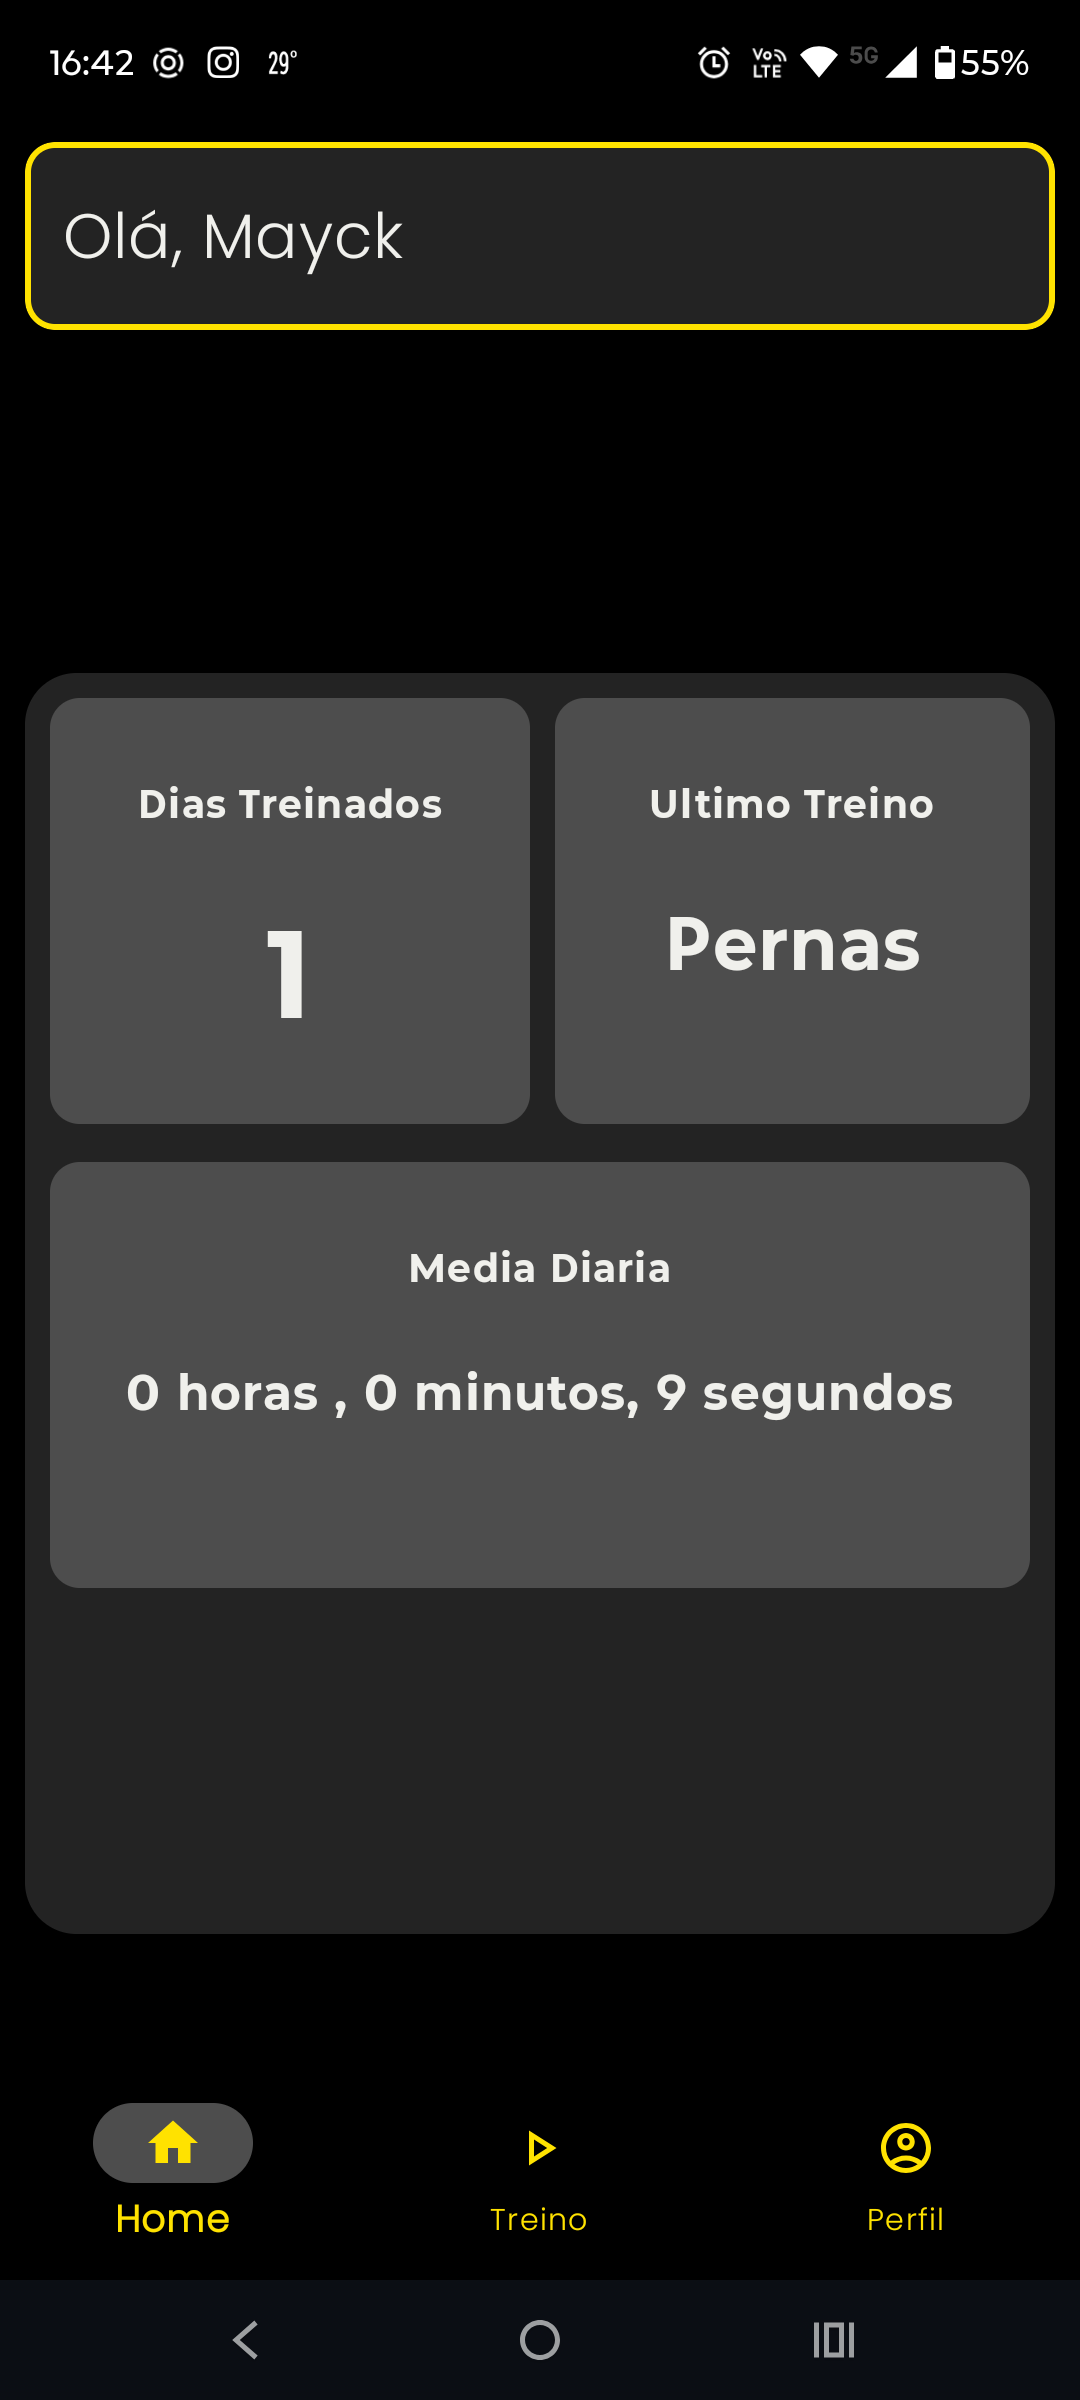 16:42 29° VoLTE 5G 55%
Olá, Mayck
Dias Treinados
1
Ultimo Treino
Pernas
Media Diaria
0 horas , 0 minutos, 9 segundos
Home
Treino
Perfil